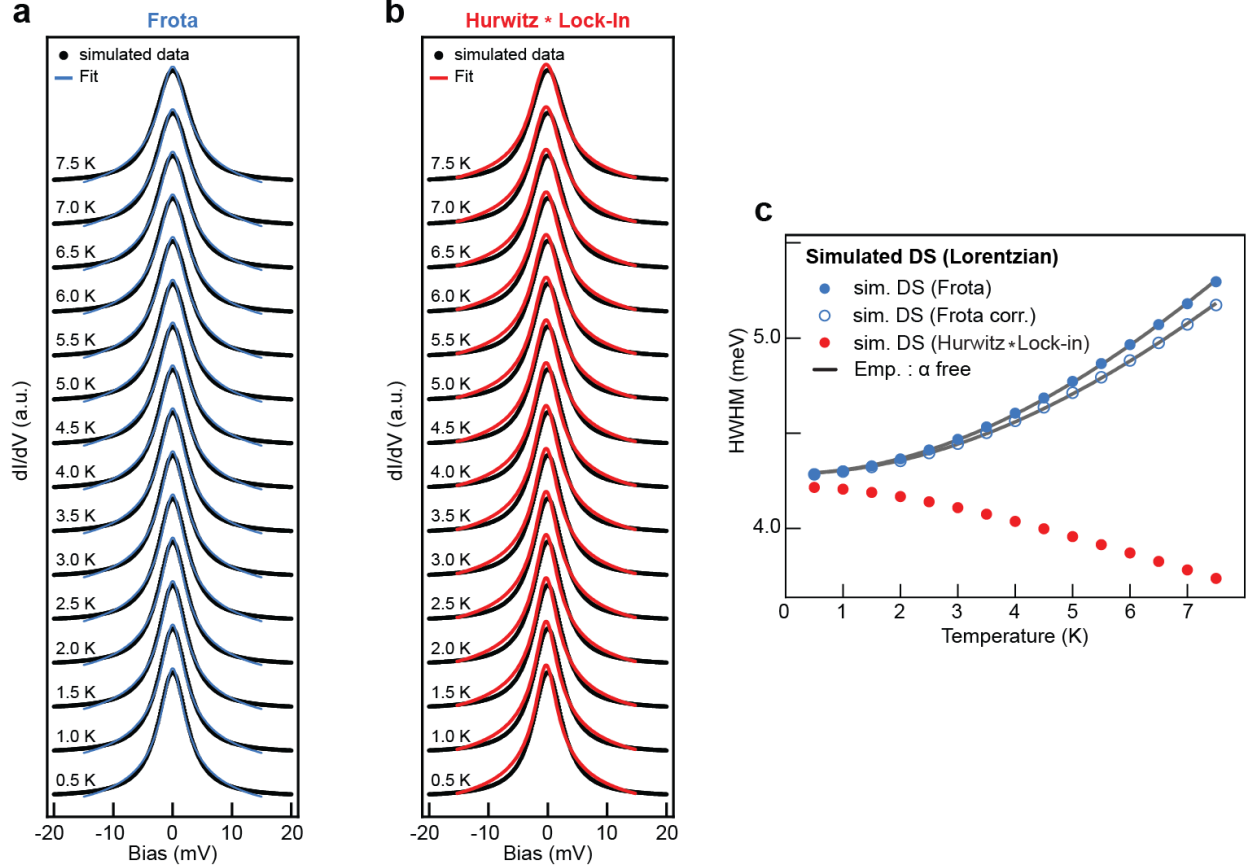 a
Frota
simulated data
Fit
7.5 K
7.0 K
6.5 K
6.0 K
5.5 K
5.0 K
4.5 K
4.0 K
3.5 K
3.0 K
2.5 K
2.0 K
1.5 K
1.0 K
0.5 K
dI/dV (a.u.)
-20 -10 0 10 20
Bias (mV)
b
Hurwitz * Lock-In
simulated data
Fit
7.5 K
7.0 K
6.5 K
6.0 K
5.5 K
5.0 K
4.5 K
4.0 K
3.5 K
3.0 K
2.5 K
2.0 K
1.5 K
1.0 K
0.5 K
dI/dV (a.u.)
-20 -10 0 10 20
Bias (mV)
c
Simulated DS (Lorentzian)
sim. DS (Frota)
sim. DS (Frota corr.)
sim. DS (Hurwitz*Lock-in)
Emp. : α free
HWHM (meV)
5.0
4.0
0 1 2 3 4 5 6 7
Temperature (K)